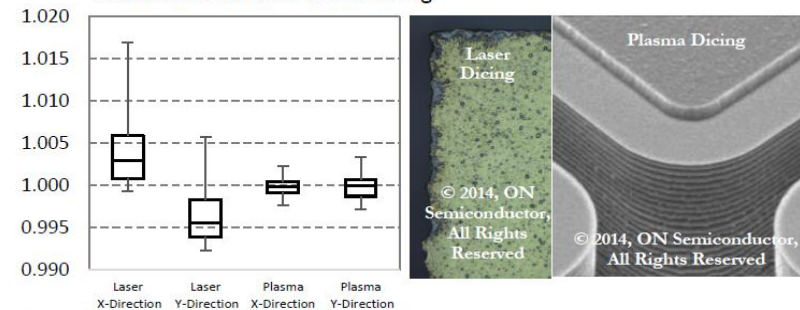 1.020
1.015
1.010
1.005
1.000
0.995
0.990
Laser
X-Direction
Laser
Y-Direction
Plasma
X-Direction
Plasma
Y-Direction
Laser
Dicing
© 2014, ON
Semiconductor,
All Rights
Reserved
Plasma Dicing
© 2014, ON Semiconductor,
All Rights Reserved